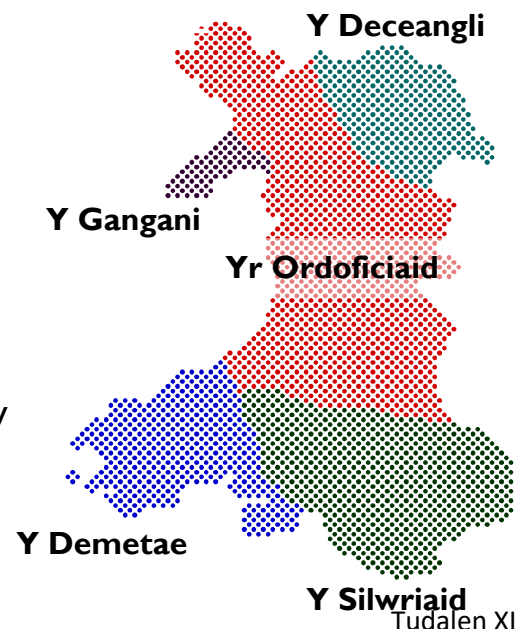 Y Deceangli
Y Gangani
Yr Ordoficiaid
y
Y Demetae
Y Silwriaid
Tudalen XI